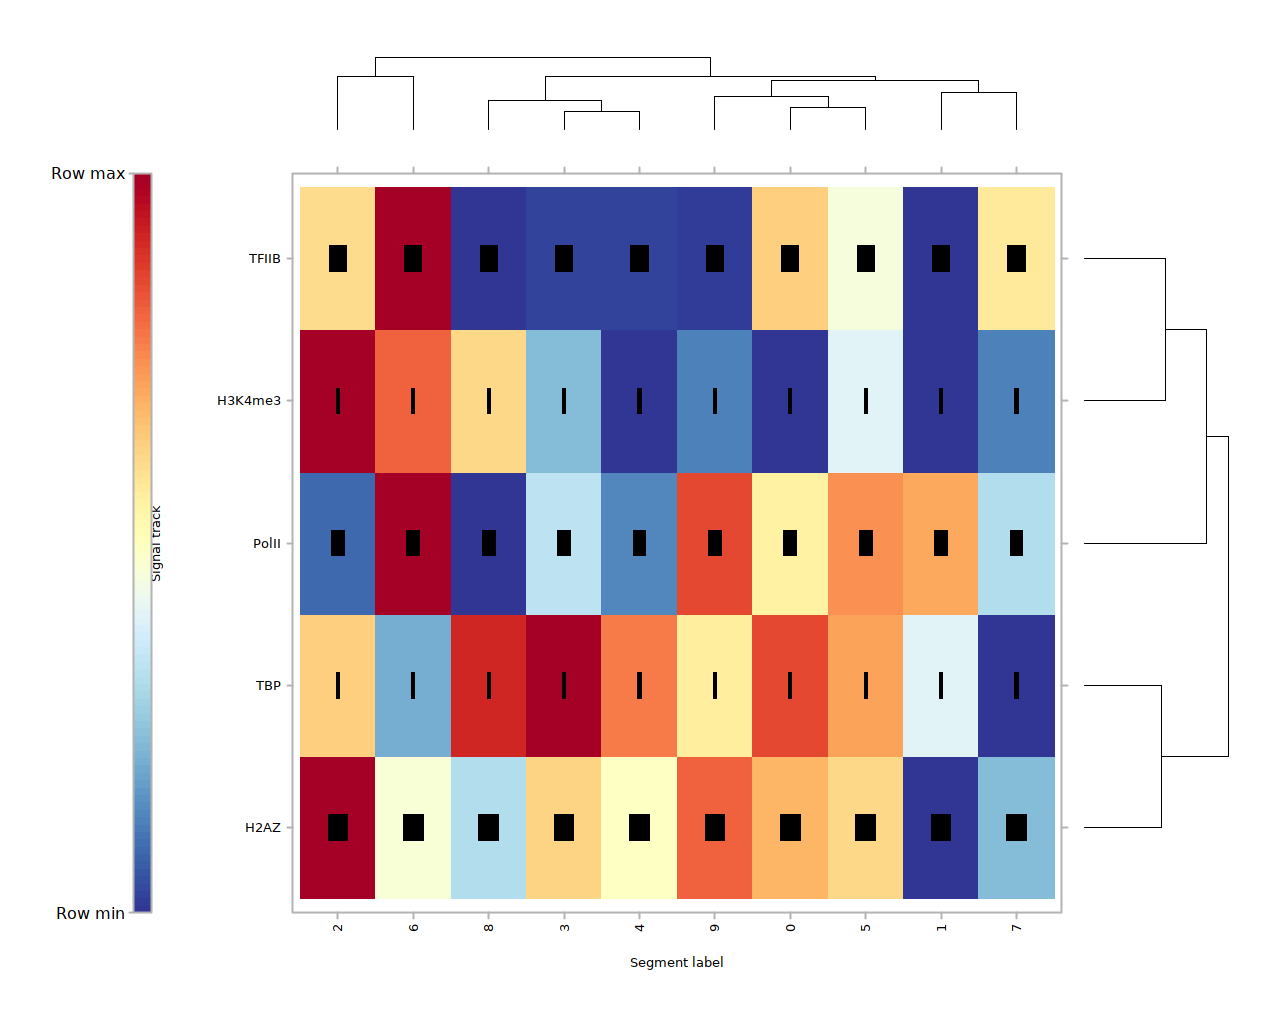 Row max
Signal track
Row min
TFIIB
H3K4me3
PolII
TBP
H2AZ
2 6 8 3 4 9 0 5 1 7
Segment label